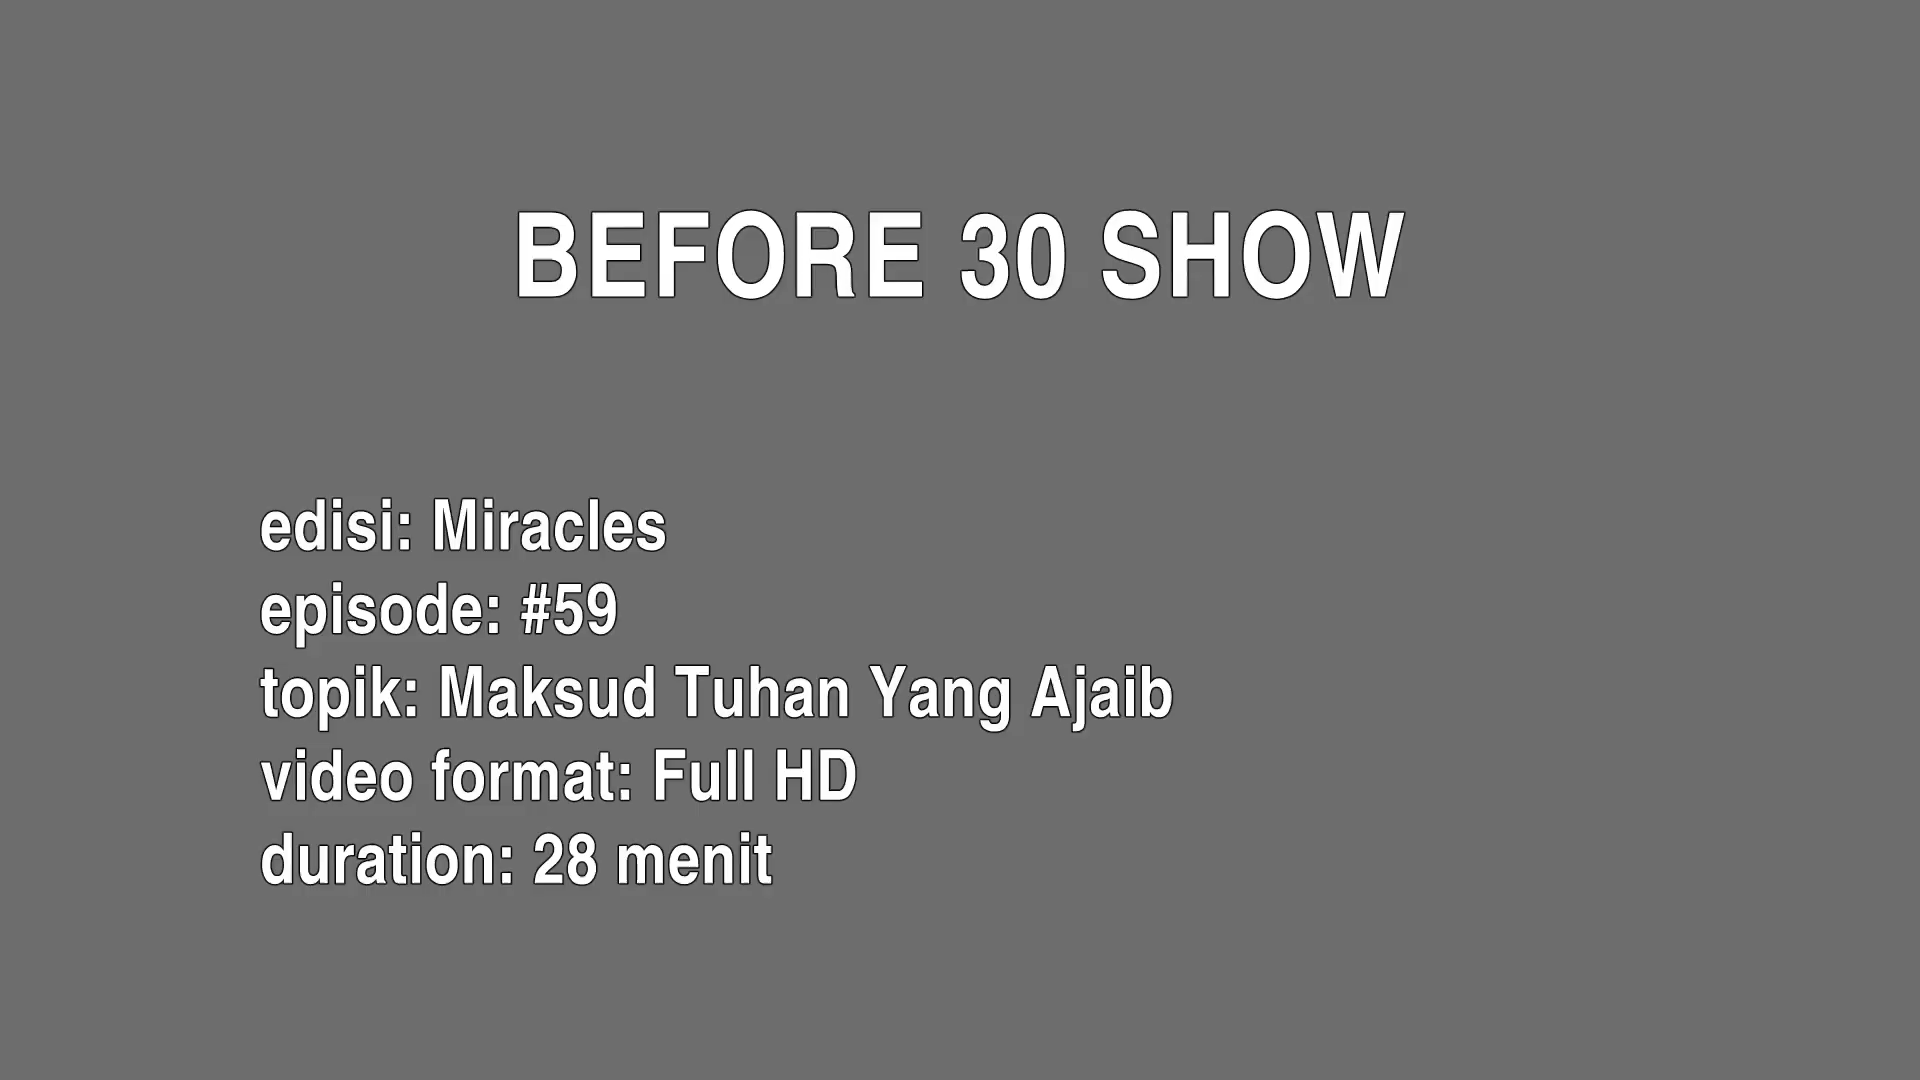 BEFORE 30 SHOW
edisi: Miracles
episode: #59
topik: Maksud Tuhan Yang Ajaib
video format: Full HD
duration: 28 menit